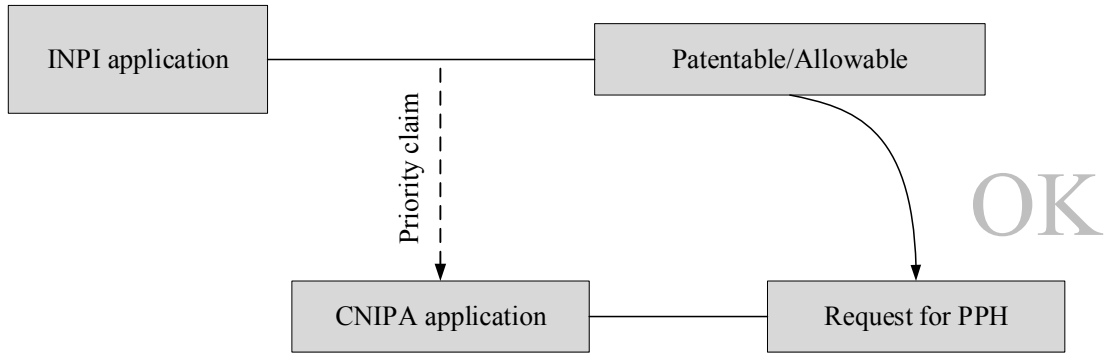 INPI application
Patentable/Allowable
Priority claim
OK
CNIPA application
Request for PPH